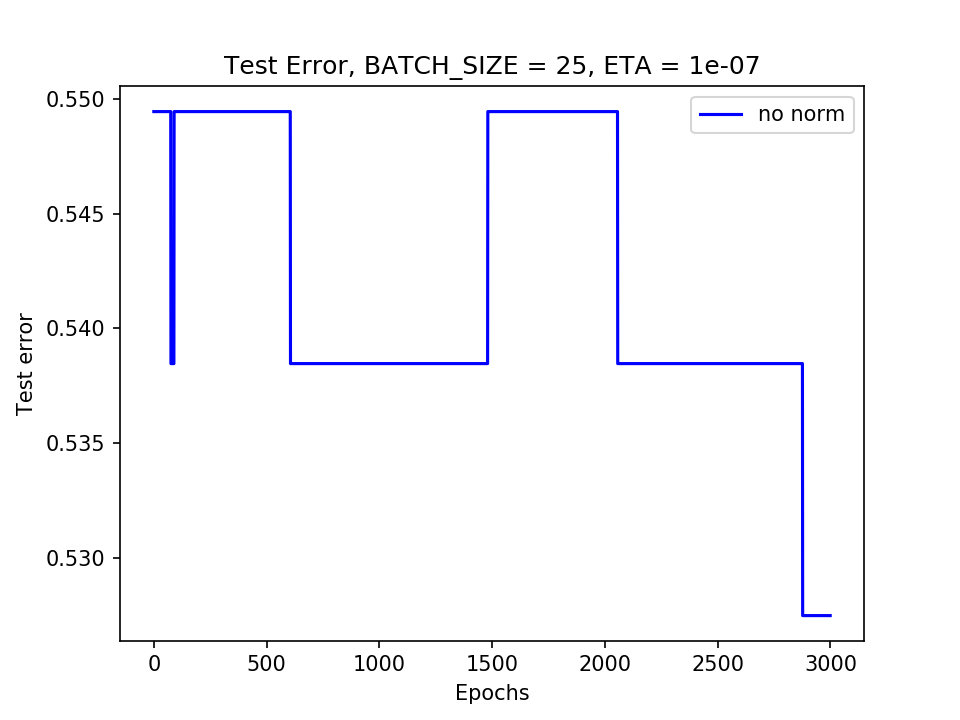 Test Error, BATCH_SIZE = 25, ETA = 1e-07
no norm
0.550
0.545
0.540
0.535
0.530
Test error
0 500 1000 1500 2000 2500 3000
Epochs